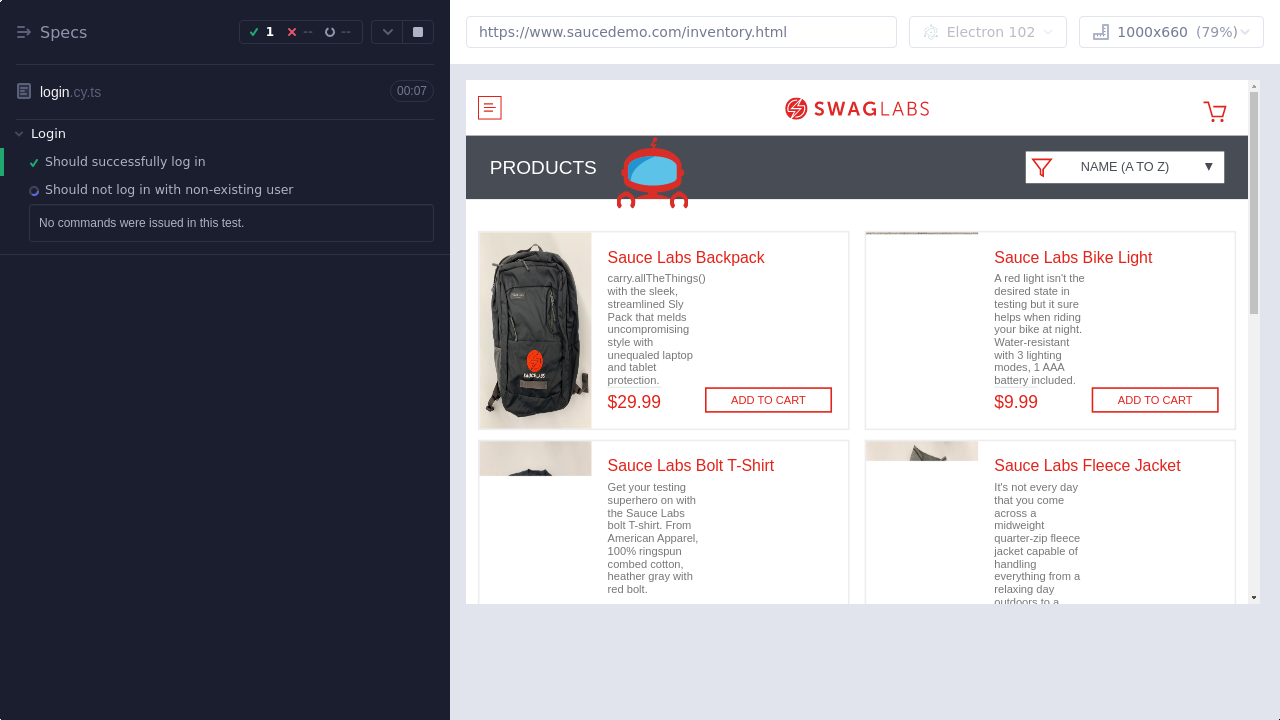 Specs
1 -- --
https://www.saucedemo.com/inventory.html
Electron 102
1000x660 (79%)
login.cy.ts
00:07
Login
Should successfully log in
Should not log in with non-existing user
No commands were issued in this test.
SWAGLABS
PRODUCTS
NAME (A TO Z)
Sauce Labs Backpack
carry.allTheThings()
with the sleek,
streamlined Sly
Pack that melds
uncompromising
style with
unequaled laptop
and tablet
protection.
$29.99
ADD TO CART
Sauce Labs Bike Light
A red light isn't the
desired state in
testing but it sure
helps when riding
your bike at night.
Water-resistant
with 3 lighting
modes, 1 AAA
battery included.
$9.99
ADD TO CART
Sauce Labs Bolt T-Shirt
Get your testing
superhero on with
the Sauce Labs
bolt T-shirt. From
American Apparel,
100% ringspun
combed cotton,
heather gray with
red bolt.
Sauce Labs Fleece Jacket
It's not every day
that you come
across a
midweight
quarter-zip fleece
jacket capable of
handling
everything from a
relaxing day
outdoors to a